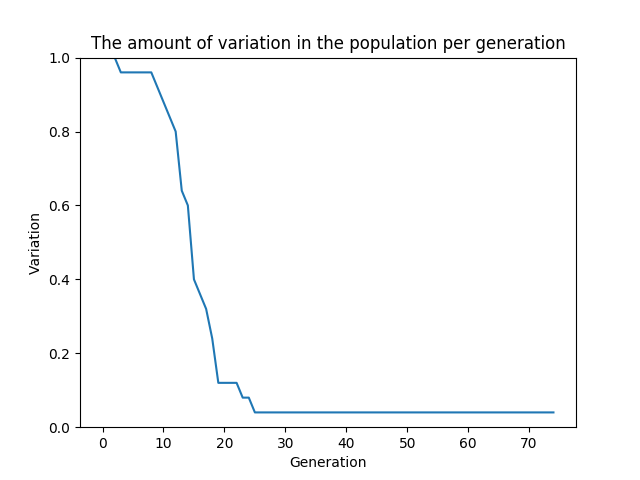 The amount of variation in the population per generation
1.0
0.8
0.6
0.4
0.2
0.0
Variation
0 10 20 30 40 50 60 70
Generation